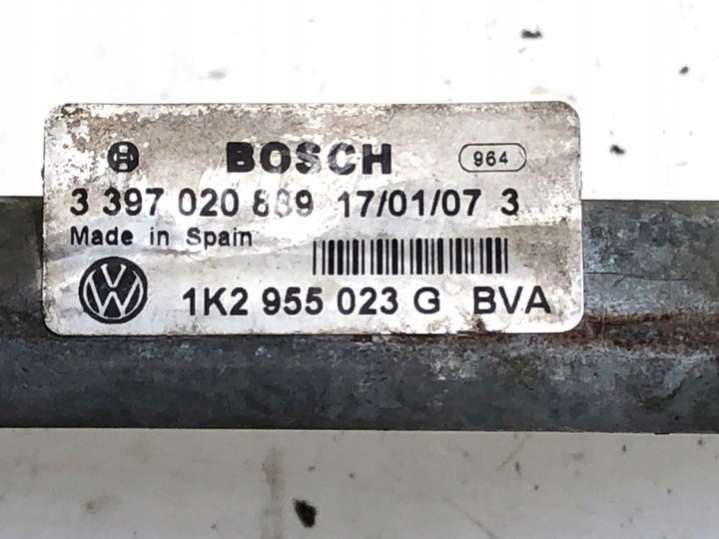 BOSCH 964
3 397 020 889 17/01/07 3
Made in Spain
1K2 955 023 G BVA